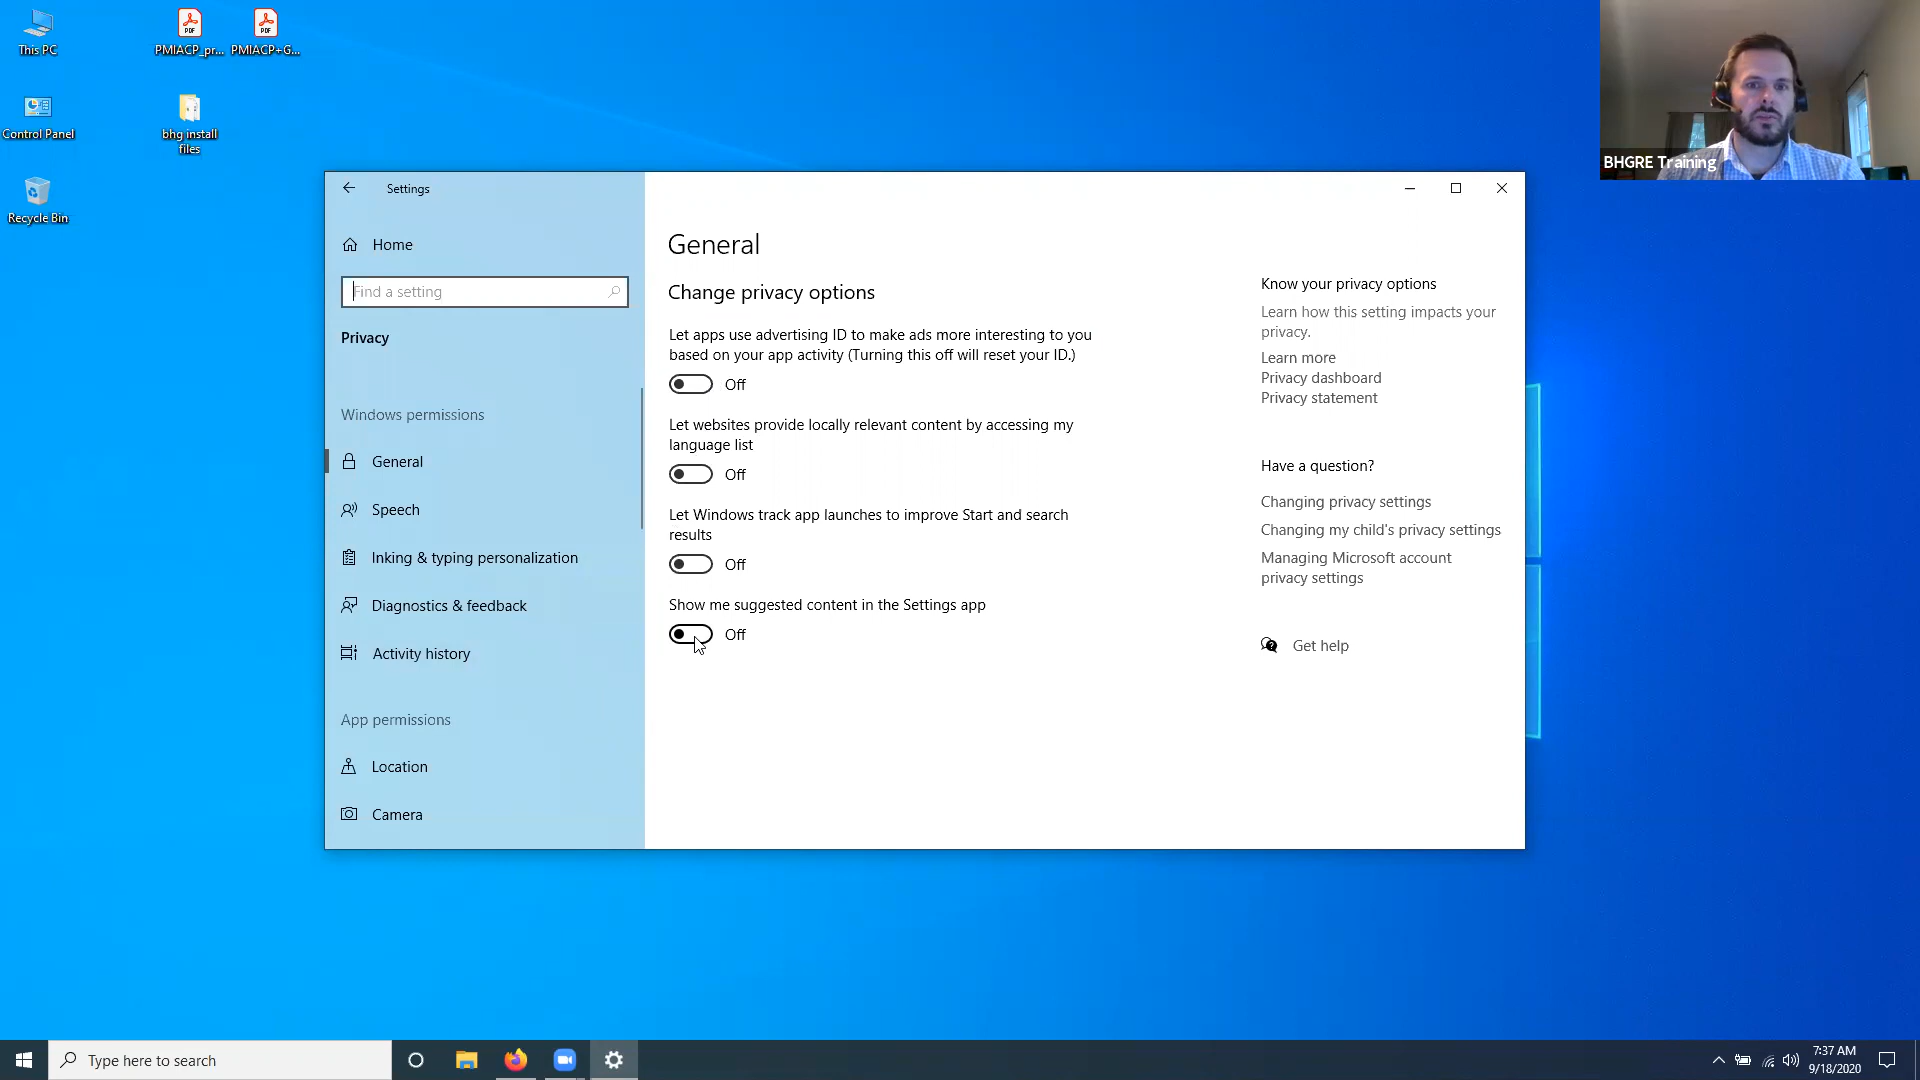 This PC
PMIACP_pr...
PMIACP+G...
Control Panel
bhg install
files
Recycle Bin
BHGRE Training
Settings
Home
Find a setting
Privacy
Windows permissions
General
Speech
Inking & typing personalization
Diagnostics & feedback
Activity history
App permissions
Location
Camera
General
Change privacy options
Let apps use advertising ID to make ads more interesting to you
based on your app activity (Turning this off will reset your ID.)
Off
Let websites provide locally relevant content by accessing my
language list
Off
Let Windows track app launches to improve Start and search
results
Off
Show me suggested content in the Settings app
Off
Know your privacy options
Learn how this setting impacts your
privacy.
Learn more
Privacy dashboard
Privacy statement
Have a question?
Changing privacy settings
Changing my child's privacy settings
Managing Microsoft account
privacy settings
Get help
Type here to search
7:37 AM
9/18/2020